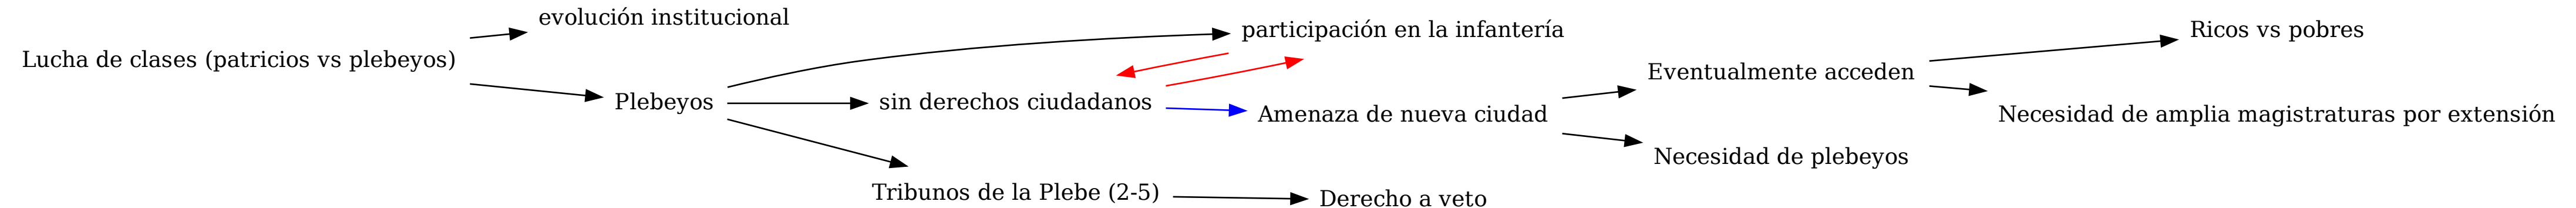 Lucha de clases (patricios vs plebeyos)
evolución institucional
Plebeyos
participación en la infantería
sin derechos ciudadanos
Tribunos de la Plebe (2-5)
Amenaza de nueva ciudad
Derecho a veto
Eventualmente acceden
Necesidad de plebeyos
Ricos vs pobres
Necesidad de amplia magistraturas por extensión